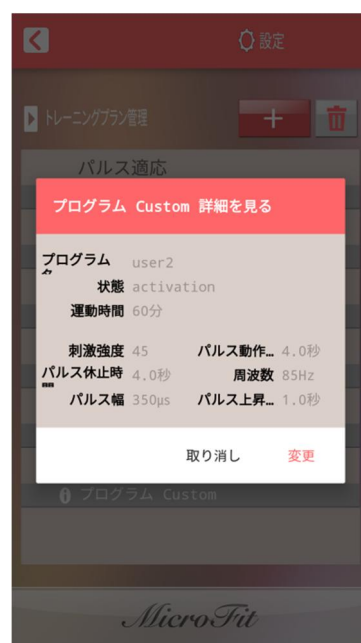 設定
トレーニングプラン管理
パルス適応
プログラム Custom 詳細を見る
プログラム user2
状態 activation
運動時間 60分
刺激強度 45 パルス動作… 4.0秒
パルス休止時 4.0秒 周波数 85Hz
パルス幅 350μs パルス上昇… 1.0秒
取り消し 変更
プログラム Custom
MicroFit